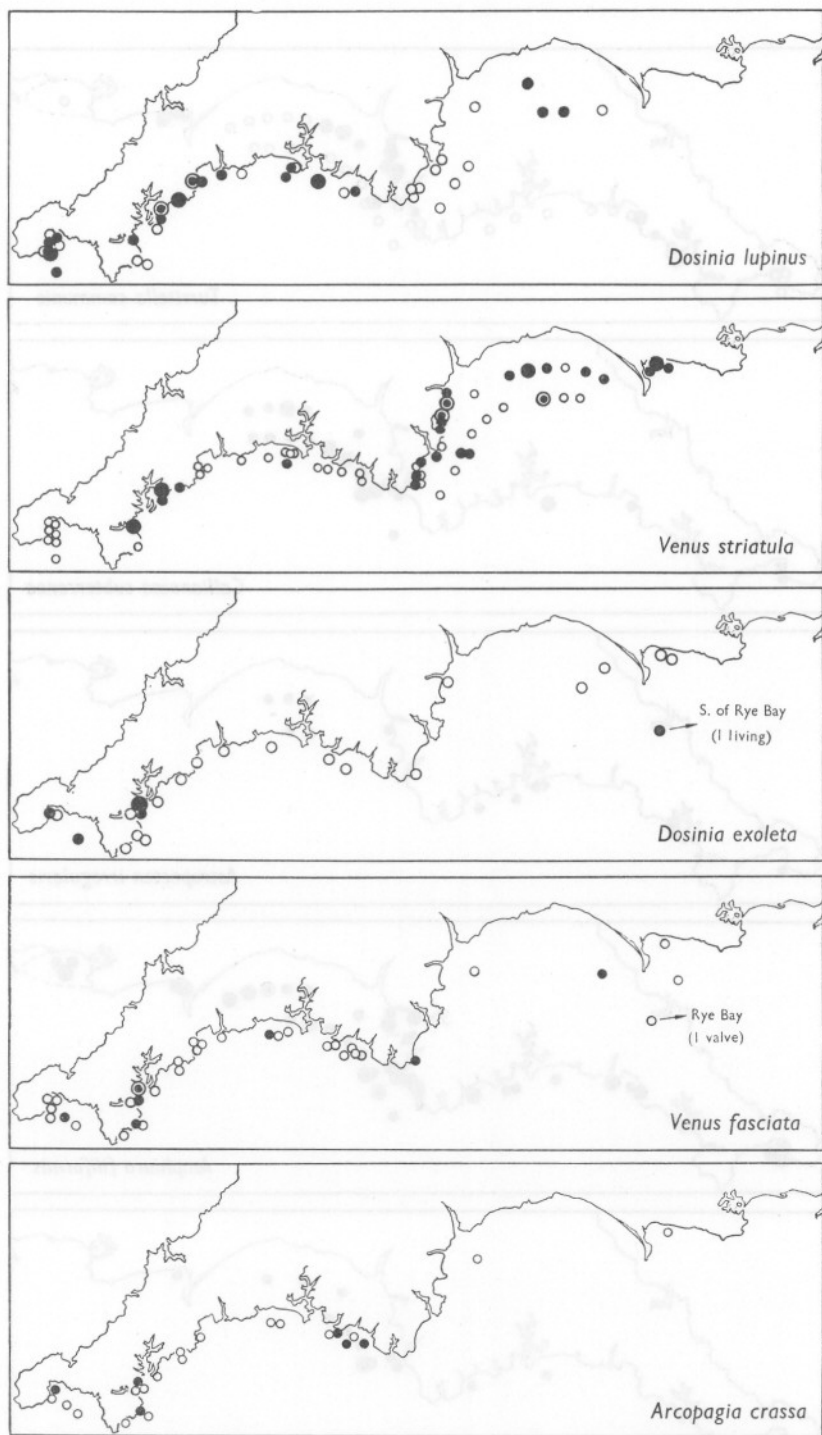 Dosinia lupinus
Venus striatula
S. of Rye Bay
(1 living)
Dosinia exoleta
Rye Bay
(1 valve)
Venus fasciata
Arcopagia crassa